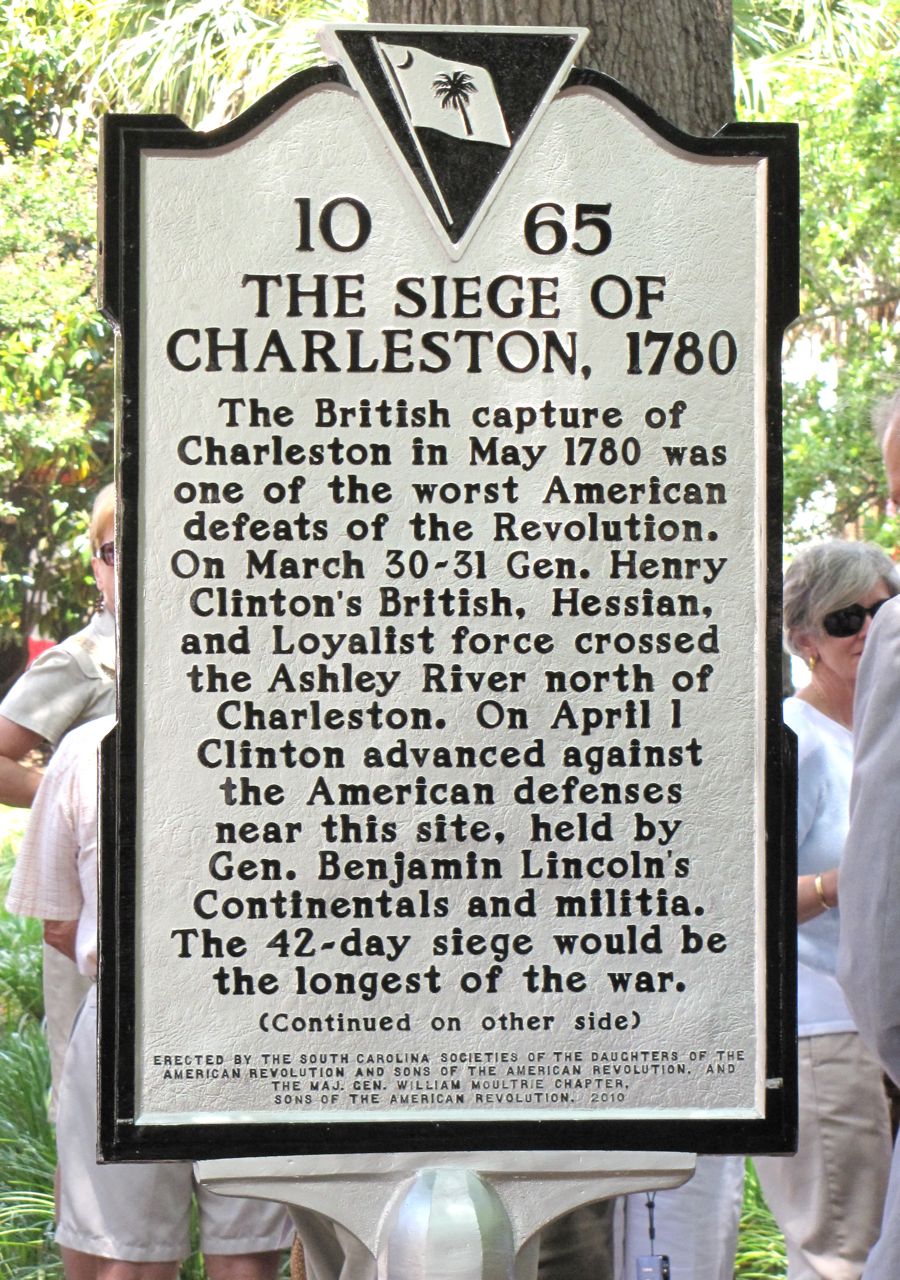 10 65
THE SIEGE OF
CHARLESTON, 1780
The British capture of
Charleston in May 1780 was
one of the worst American
defeats of the Revolution.
On March 30-31 Gen. Henry
Clinton's British, Hessian,
and Loyalist force crossed
the Ashley River north of
Charleston. On April 1
Clinton advanced against
the American defenses
near this site, held by
Gen. Benjamin Lincoln's
Continentals and militia.
The 42-day siege would be
the longest of the war.
(Continued on other side)
ERECTED BY THE SOUTH CAROLINA SOCIETIES OF THE DAUGHTERS OF THE
AMERICAN REVOLUTION AND SONS OF THE AMERICAN REVOLUTION, AND
THE MAJ. GEN. WILLIAM MOULTRIE CHAPTER,
SONS OF THE AMERICAN REVOLUTION, 2010